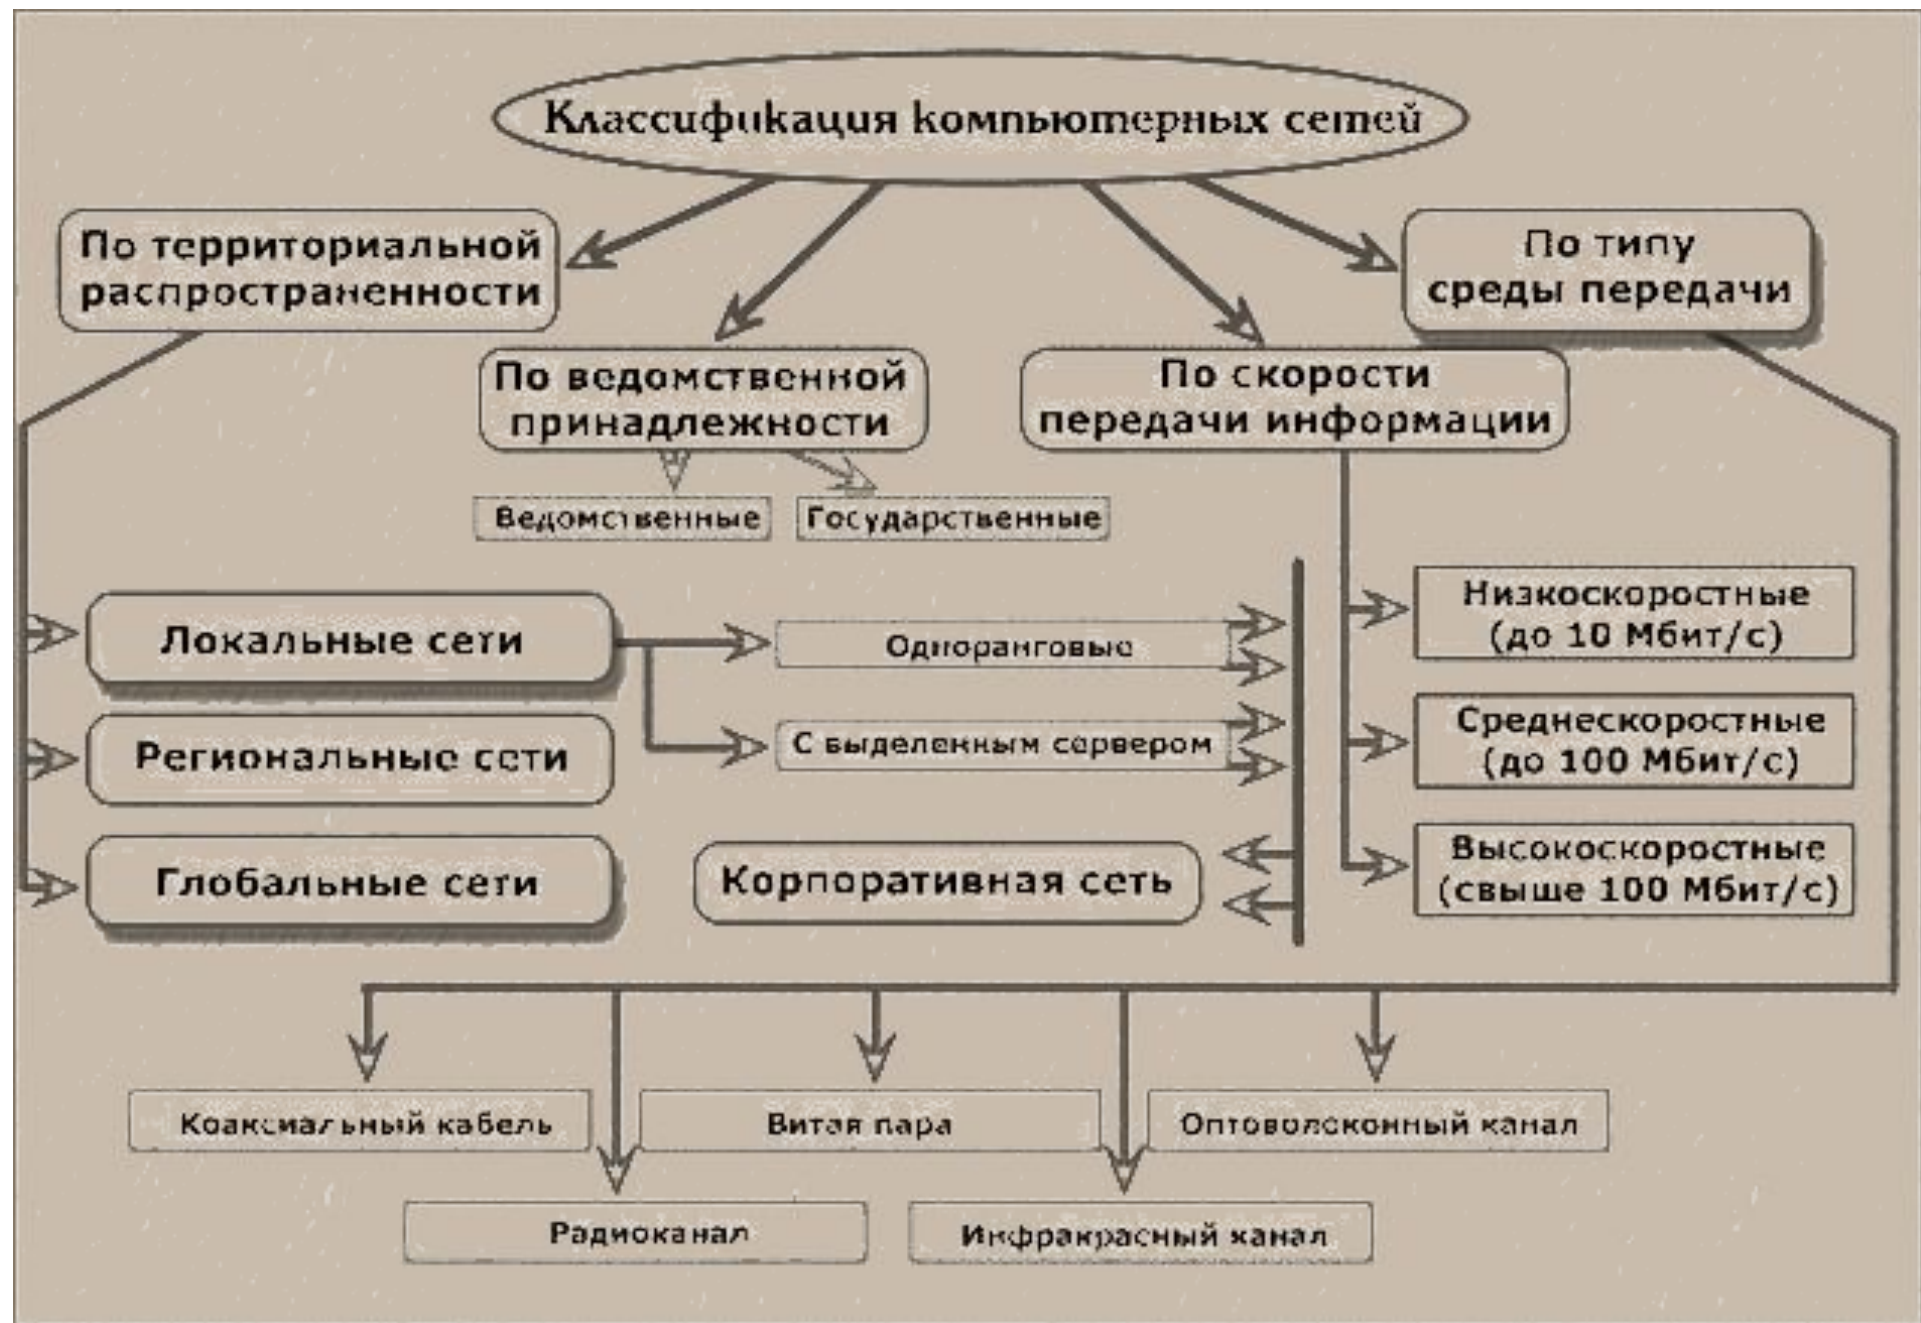 Классификация компьютерных сетей
По территориальной
распространенности
По типу
среды передачи
По ведомственной
принадлежности
По скорости
передачи информации
Ведомственные
Государственные
Низкоскоростные
(до 10 Мбит/с)
Локальные сети
Одноранговые
Среднескоростные
(до 100 Мбит/с)
Региональные сети
С выделенным сервером
Высокоскоростные
(свыше 100 Мбит/с)
Глобальные сети
Корпоративная сеть
Коаксиальный кабель
Витая пара
Оптоволоконный канал
Радиоканал
Инфракрасный канал